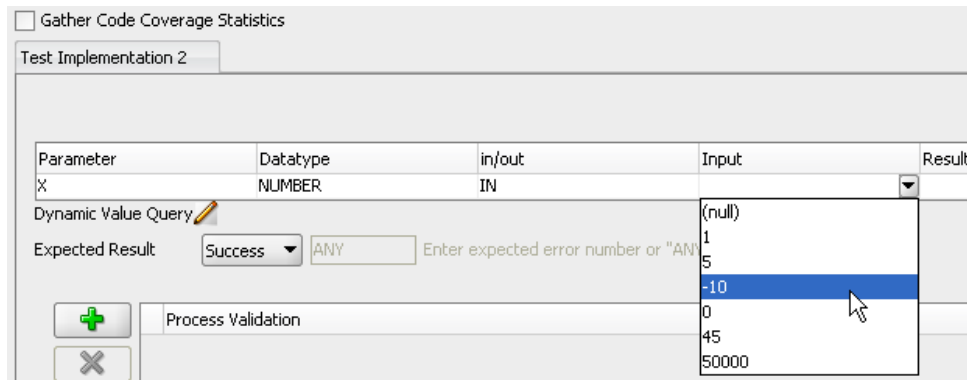 Gather Code Coverage Statistics
Test Implementation 2
Parameter Datatype in/out Input Result
X NUMBER IN
Dynamic Value Query
(null)
1
Expected Result Success ANY Enter expected error number or "ANY
5
-10
0
Process Validation
45
50000